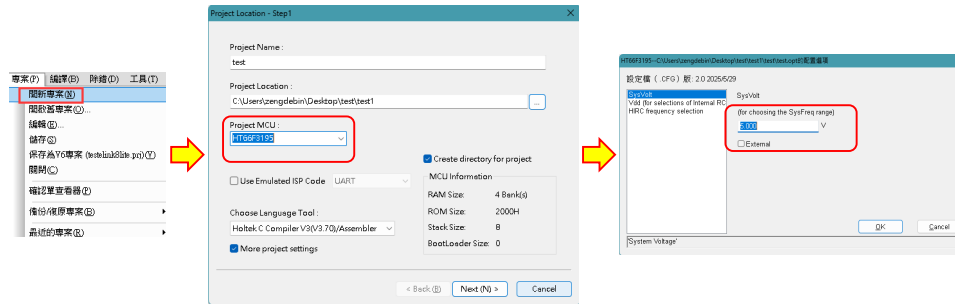 專案(P) 編譯(B) 除錯(D) 工具(T)
開新專案(N)
開啟舊專案(O)...
編輯(E)...
儲存(S)
保存為V6專案 (testelink8lite.prj)(Y)
關閉(C)
確認單查看器(P)
備份/復原專案(B)
最近的專案(R)
Project Location - Step1
Project Name :
test
Project Location :
C:\Users\zengdebin\Desktop\test\test1
...
Project MCU :
HT66F3195
Create directory for project
Use Emulated ISP Code UART
MCU Information
RAM Size: 4 Bank(s)
ROM Size: 2000H
Stack Size: 8
BootLoader Size: 0
Choose Language Tool :
Holtek C Compiler V3(V3.70)/Assembler
More project settings
< Back (B) Next (N) > Cancel
HT66F3195--C:\Users\zengdebin\Desktop\test\test1\test\test.opt的配置選項
設定檔 ( .CFG ) 版 : 2.0 2025/5/29
SysVolt
Vdd (for selections of Internal RC
HIRC frequency selection
SysVolt
(for choosing the SysFreq range)
5.000 V
External
OK Cancel
'System Voltage'